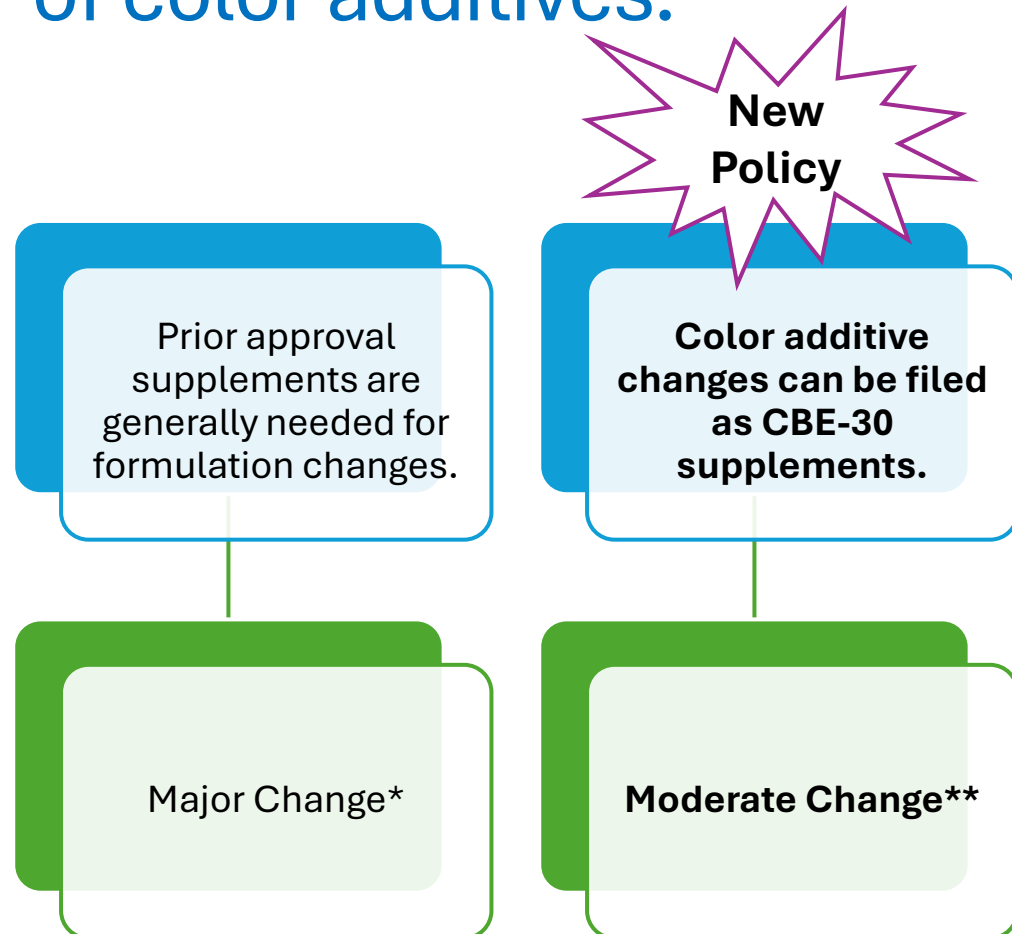 of color additives.
New
Policy
Prior approval
supplements are
generally needed for
formulation changes.
Color additive
changes can be filed
as CBE-30
supplements.
Major Change*
Moderate Change**